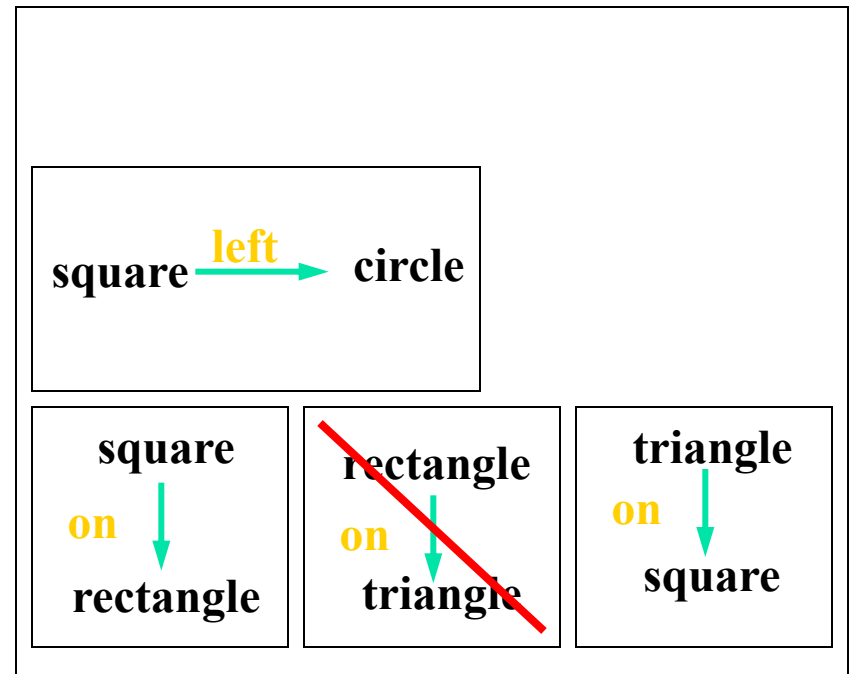 left
square circle
square
on
rectangle
rectangle
on
triangle
triangle
on
square